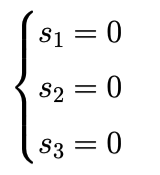 s₁ = 0
s₂ = 0
s₃ = 0